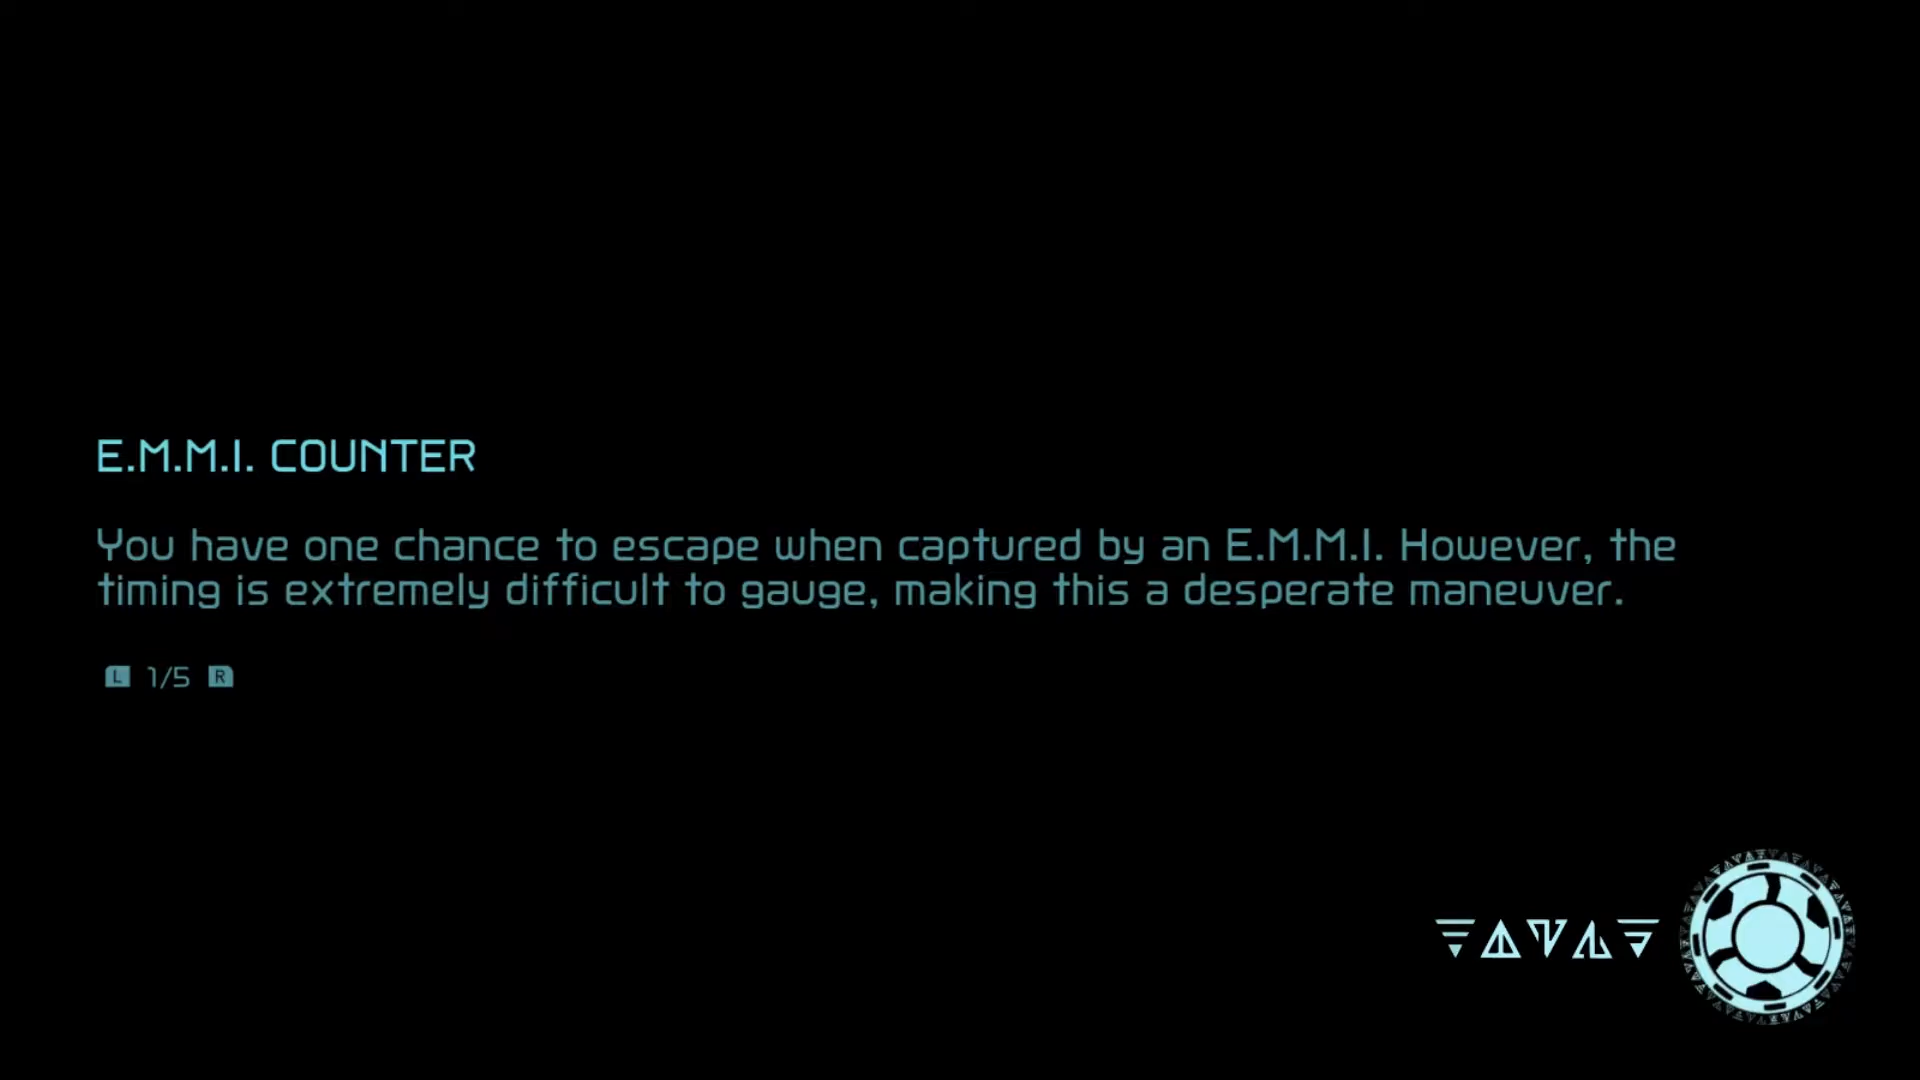 E.M.M.I. COUNTER
You have one chance to escape when captured by an E.M.M.I. However, the
timing is extremely difficult to gauge, making this a desperate maneuver.
L 1/5 R